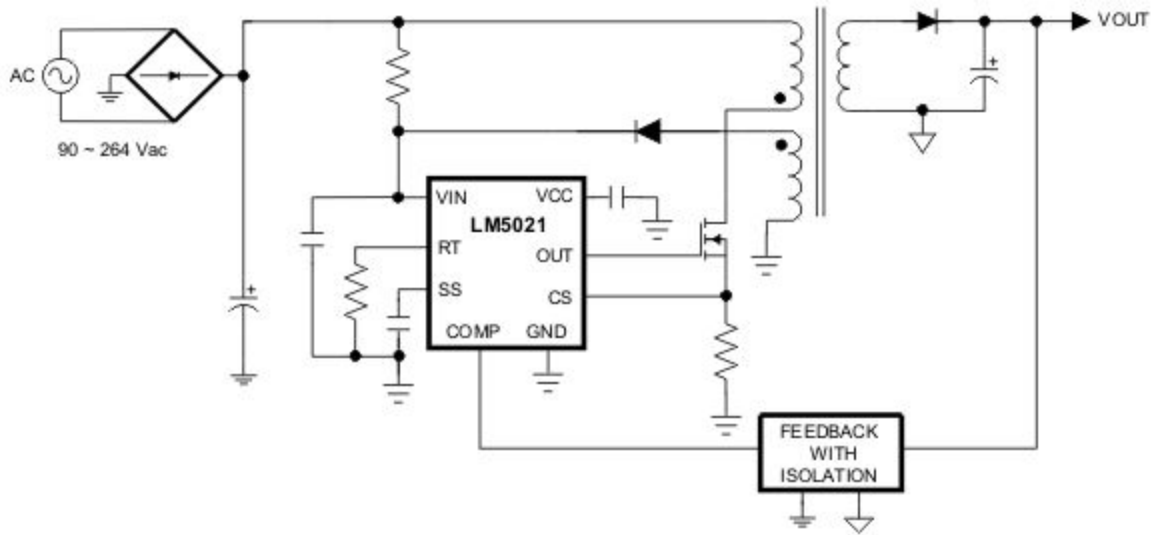 VOUT
AC
90 ~ 264 Vac
VIN
VCC
LM5021
RT
OUT
SS
CS
COMP
GND
+
+
FEEDBACK
WITH
ISOLATION